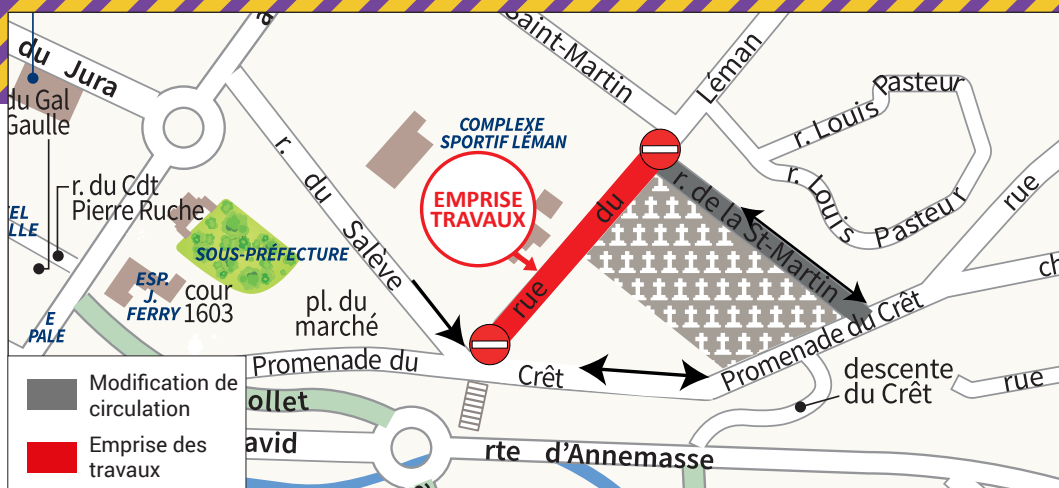 du Jura
du Gal
Gaulle
r. du Cdt
Pierre Ruche
ESP.
J.
FERRY
cour
1603
SOUS-PRÉFECTURE
r. du Salève
pl. du
marché
COMPLEXE
SPORTIF LÉMAN
EMPRISE
TRAVAUX
Saint-Martin
Léman
rue du
r. de la St-Martin
r. Louis Pasteur
r. Louis Pasteur
rue
ch
Promenade du Crêt
Promenade du Crêt
descente
du Crêt
rue
rte d'Annemasse
ollet
avid
E
PALE
Modification de
circulation
Emprise des
travaux